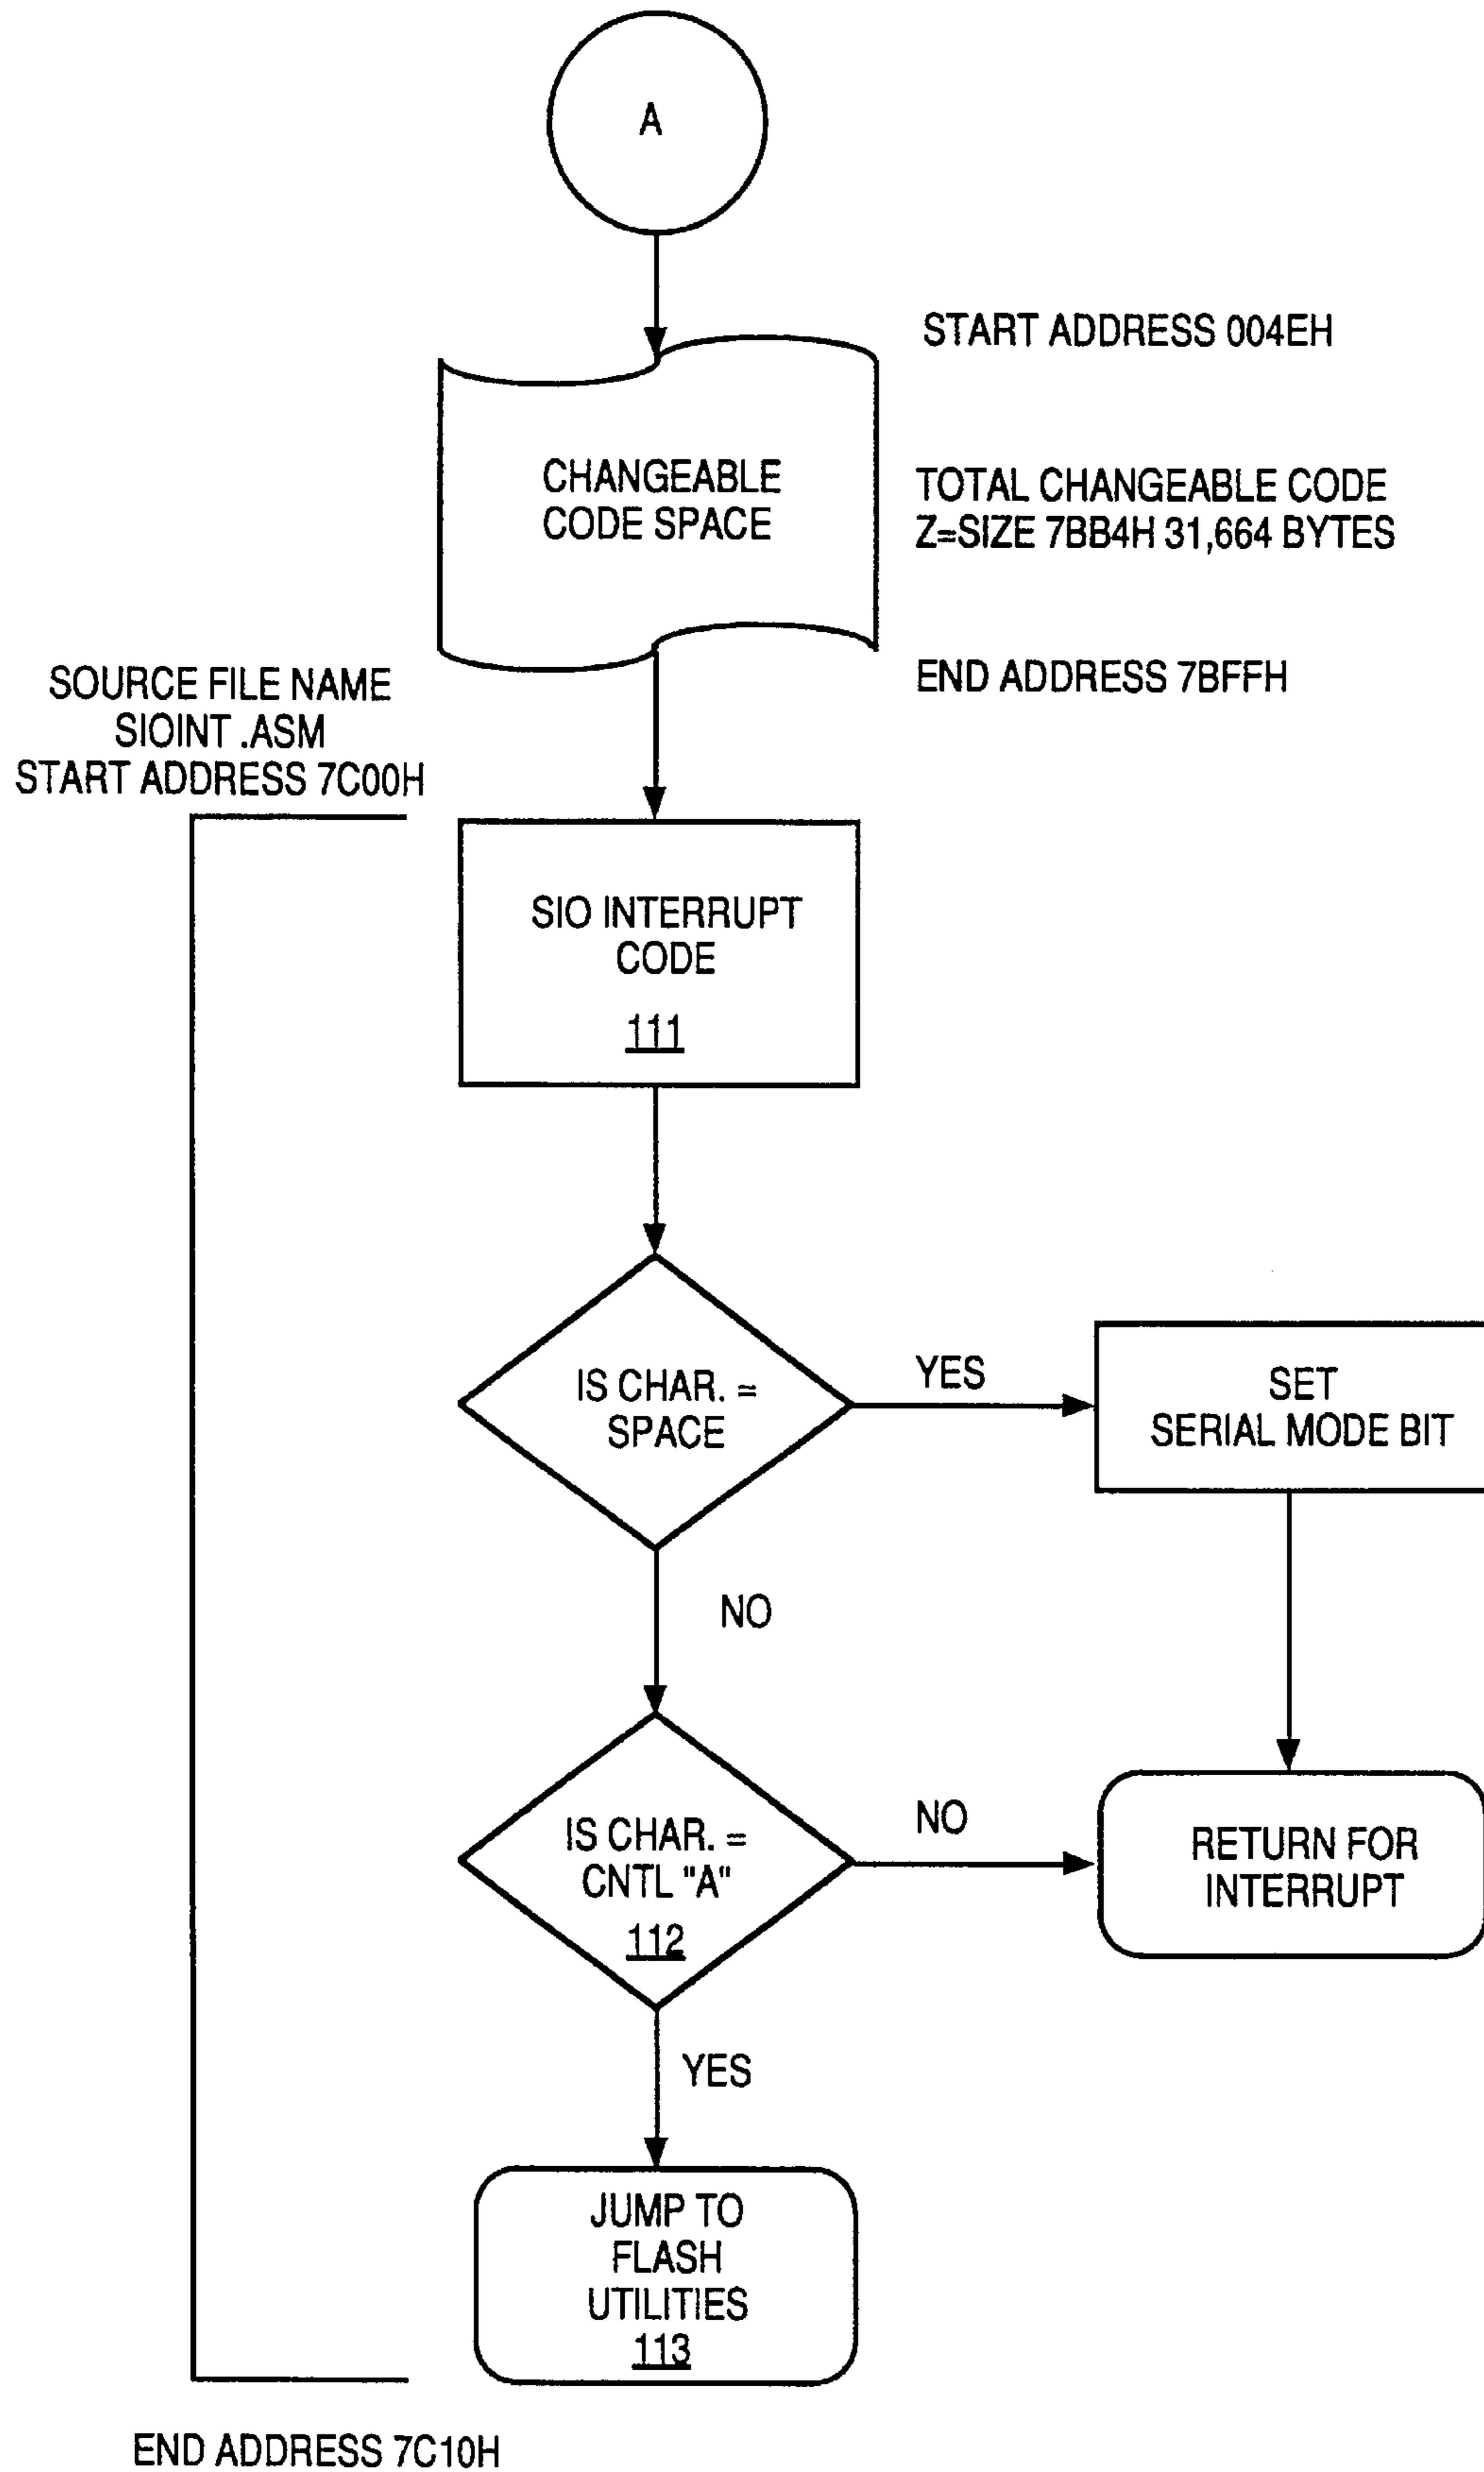 A
START ADDRESS 004EH
CHANGEABLE
CODE SPACE
TOTAL CHANGEABLE CODE
Z=SIZE 7BB4H 31,664 BYTES
END ADDRESS 7BFFH
SOURCE FILE NAME
SIOINT .ASM
START ADDRESS 7C00H
SIO INTERRUPT
CODE
111
IS CHAR. =
SPACE
YES
SET
SERIAL MODE BIT
NO
IS CHAR. =
CNTL "A"
112
NO
RETURN FOR
INTERRUPT
YES
JUMP TO
FLASH
UTILITIES
113
END ADDRESS 7C10H